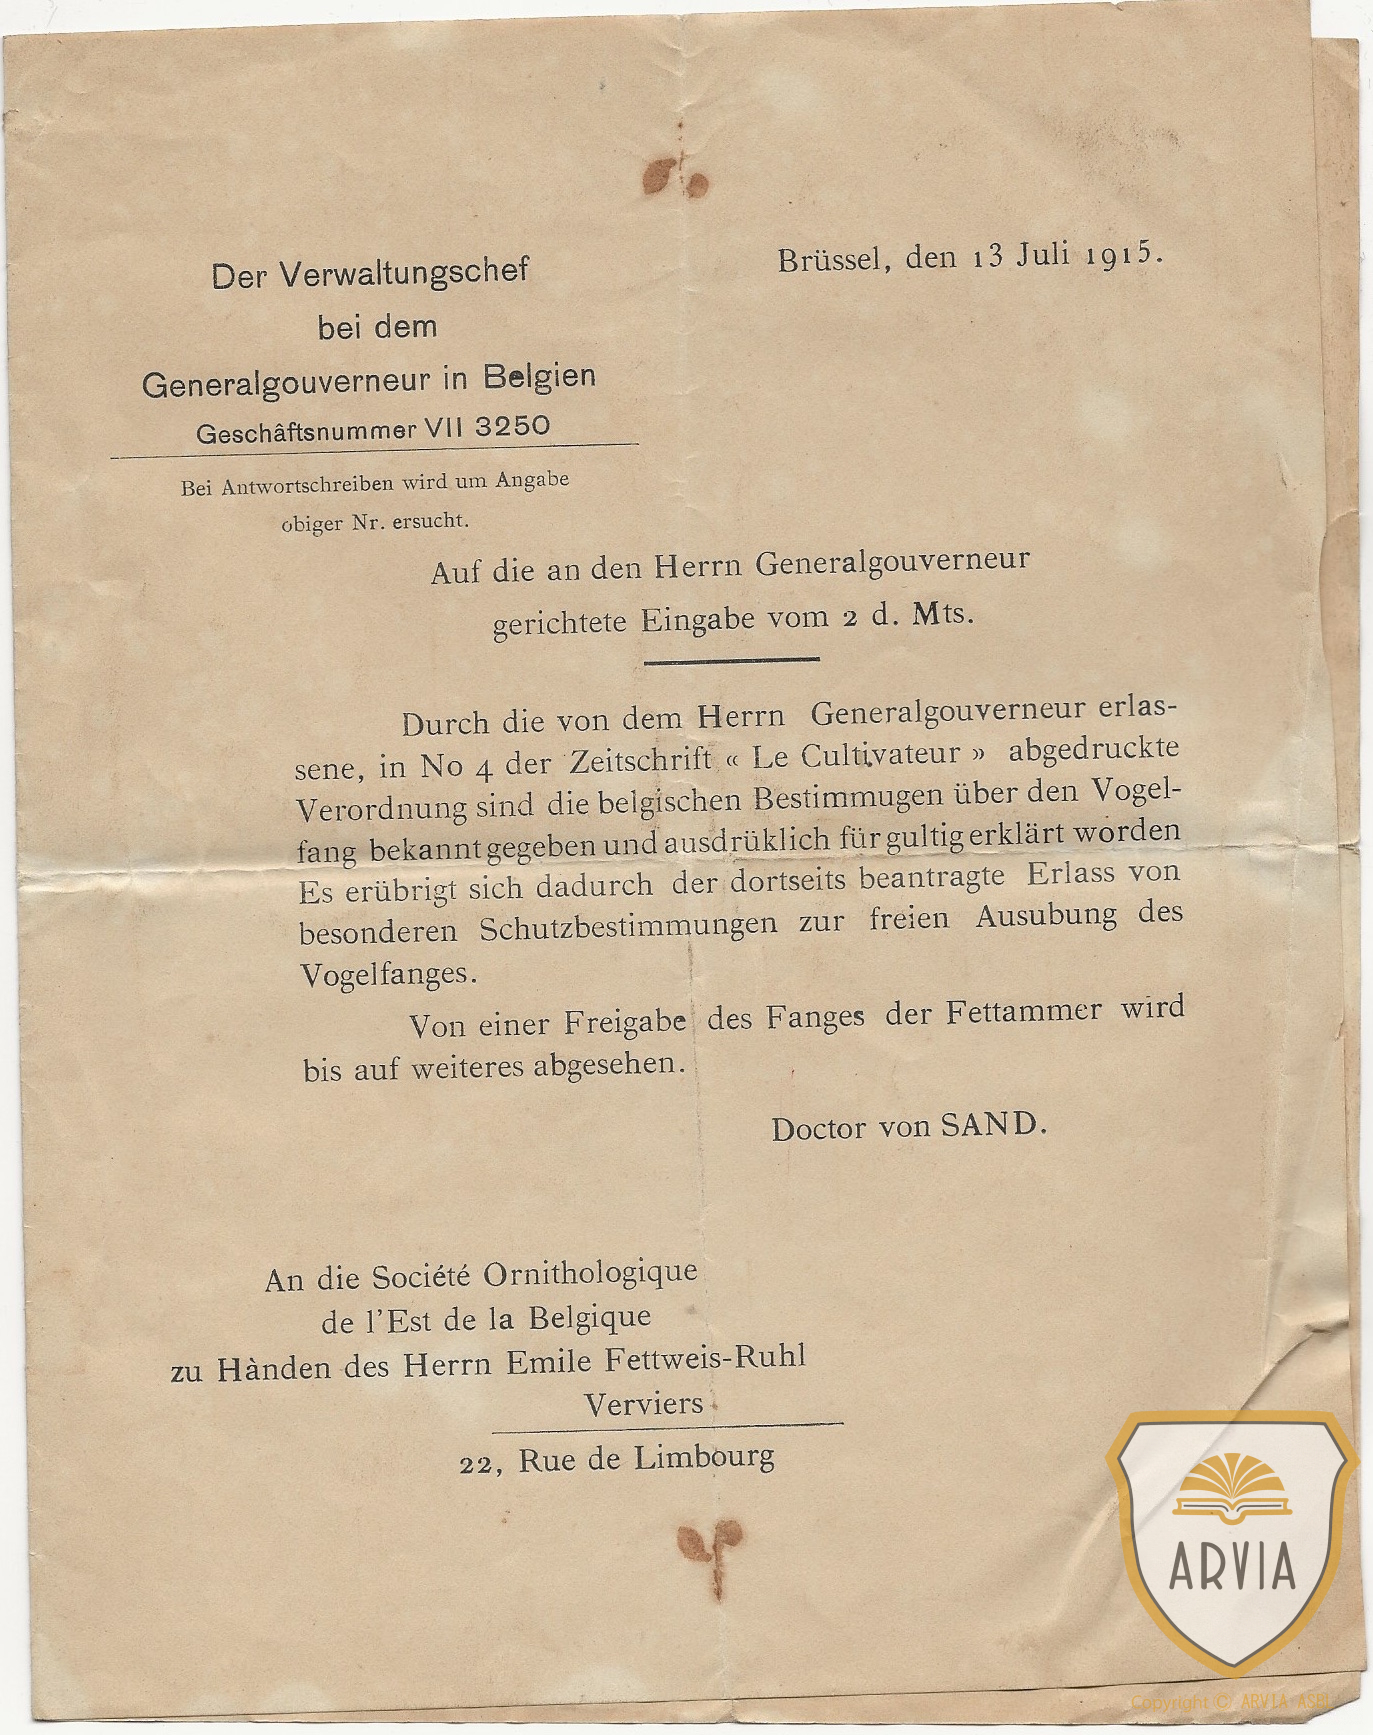 Brüssel, den 13 Juli 1915.
Der Verwaltungschef
bei dem
Generalgouverneur in Belgien
Geschâftsnummer VII 3250
Bei Antwortschreiben wird um Angabe
obiger Nr. ersucht.
Auf die an den Herrn Generalgouverneur
gerichtete Eingabe vom 2 d. Mts.
Durch die von dem Herrn Generalgouverneur erlas-
sene, in No 4 der Zeitschrift « Le Cultivateur » abgedruckte
Verordnung sind die belgischen Bestimmugen über den Vogel-
fang bekannt gegeben und ausdrüklich für gultig erklärt worden
Es erübrigt sich dadurch der dortseits beantragte Erlass von
besonderen Schutzbestimmungen zur freien Ausubung des
Vogelfanges.
Von einer Freigabe des Fanges der Fettammer wird
bis auf weiteres abgesehen.
Doctor von SAND.
An die Société Ornithologique
de l'Est de la Belgique
zu Hànden des Herrn Emile Fettweis-Ruhl
Verviers
22, Rue de Limbourg
ARVIA
Copyright © ARVIA ASBL